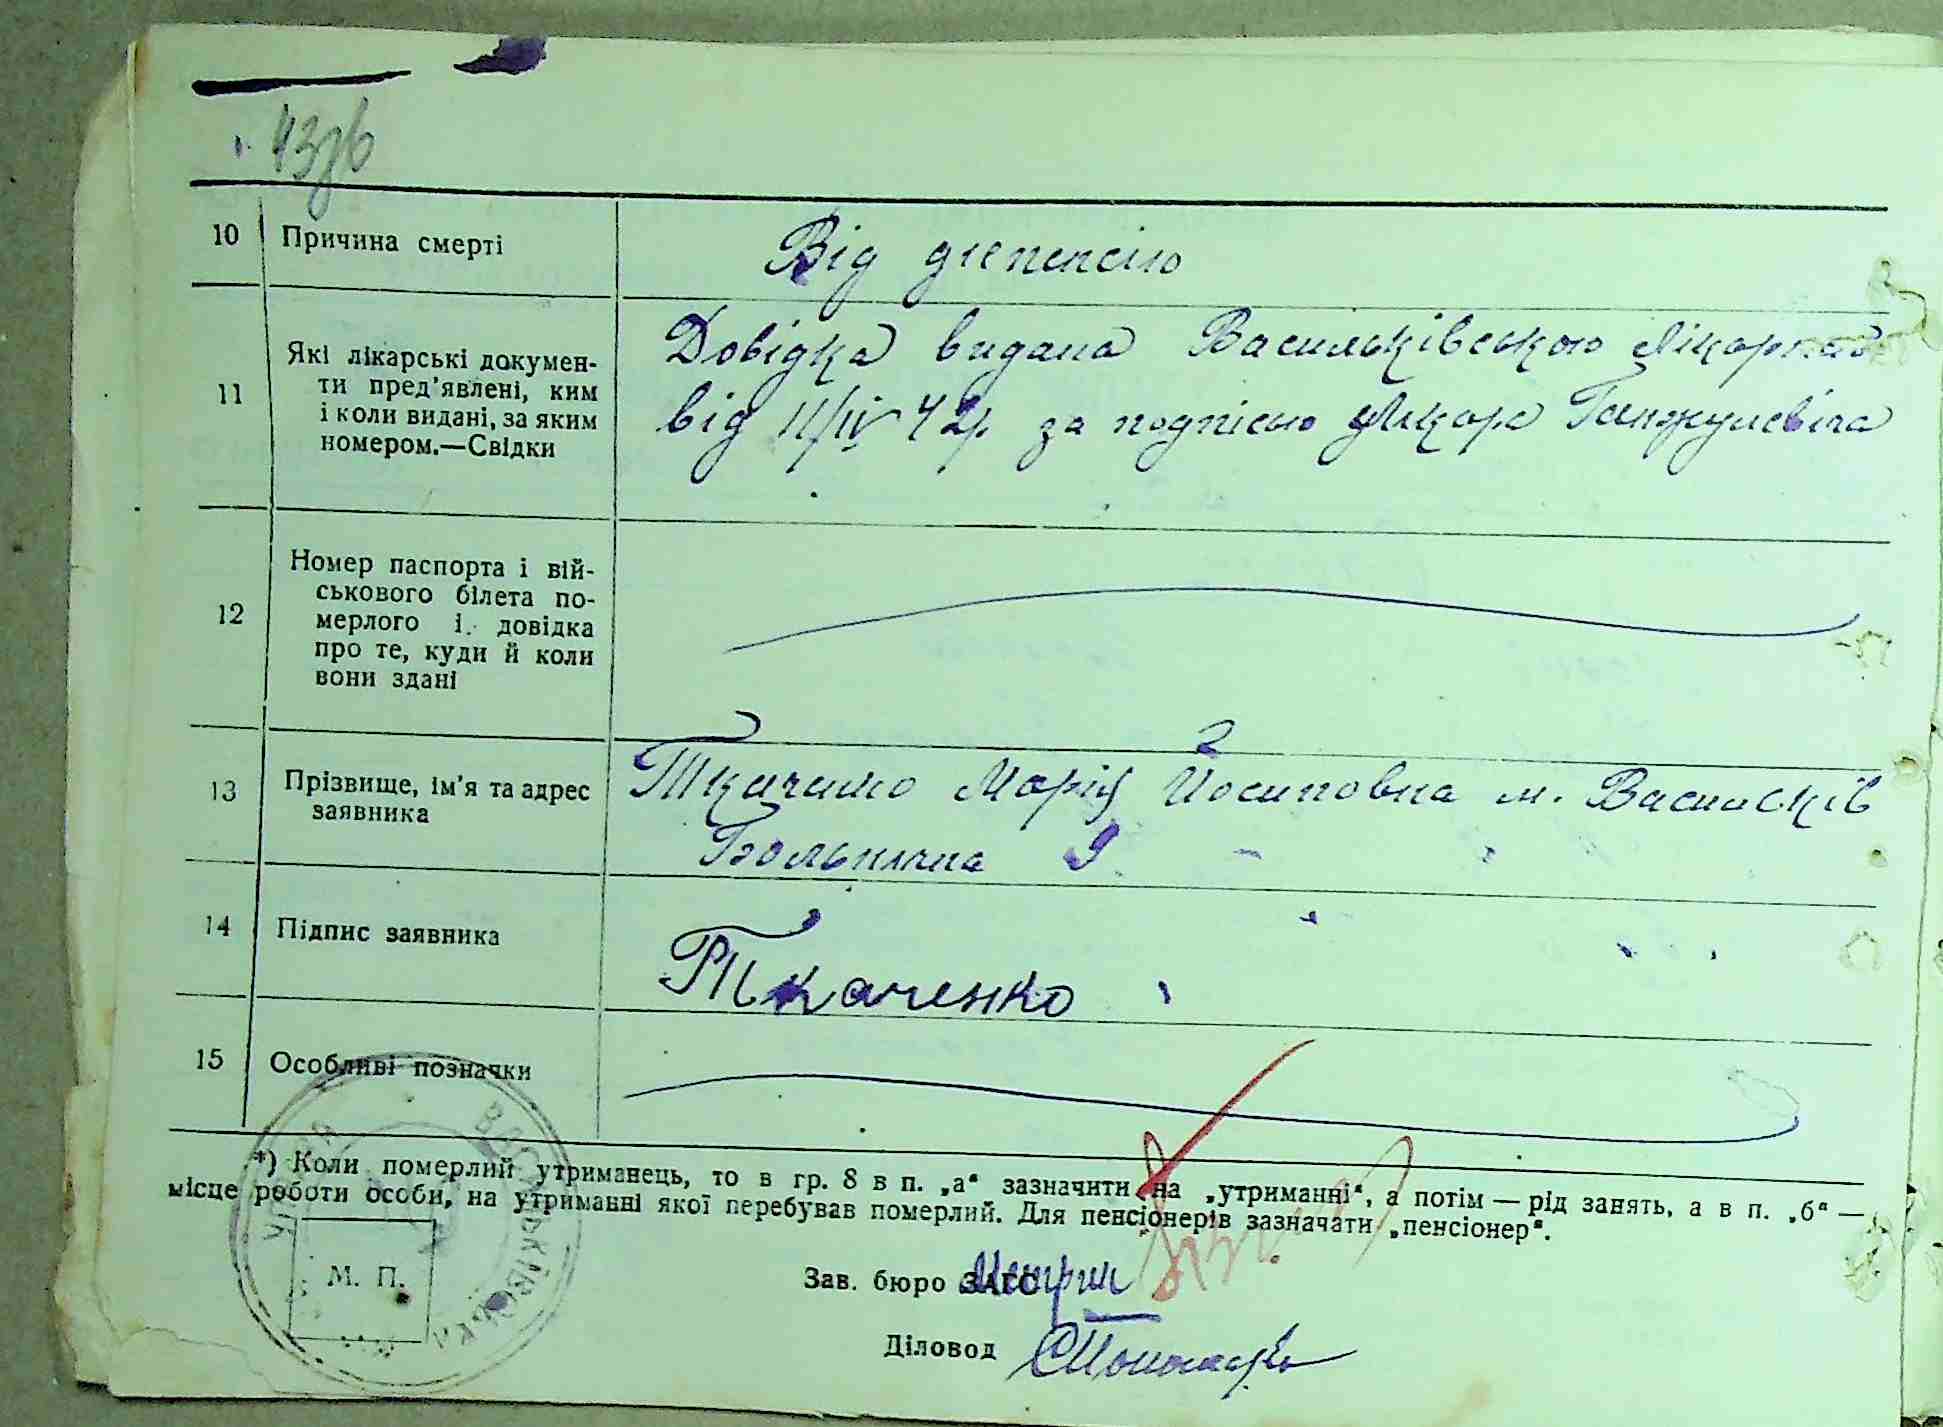 10 Причина смерті Від диспепсію
11 Які лікарські докумен-
ти пред'явлені, ким
і коли видані, за яким
номером.—Свідки
Довідка видана Васильківською лікарнею
від 11/IV 42р. за подпісью лікара
12 Номер паспорта і вій-
ськового білета по-
мерлого і довідка
про те, куди й коли
вони здані
13 Прізвище, ім'я та адрес
заявника
Ткаченко Марія Йосиповна м. Васильків
Больнична 9
14 Підпис заявника Ткаченко
15 Особливі позначки
*) Коли померлий утриманець, то в гр. 8 в п. „а“ зазначити на „утриманні“, а потім — рід занять, а в п. „б“ —
місце роботи особи, на утриманні якої перебував померлий. Для пенсіонерів зазначати „пенсіонер“.
М. П.
Зав. бюро ЗАГС
Діловод
ВАСИЛЬКІВСЬКА